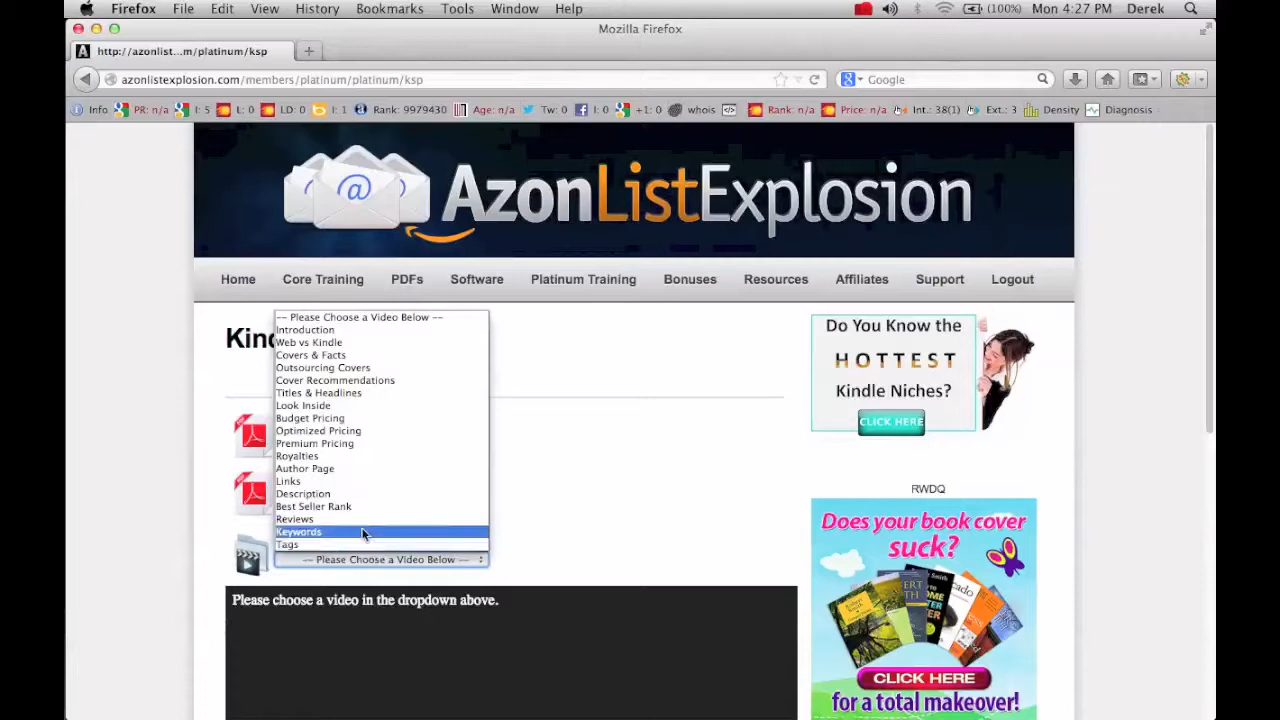 Firefox File Edit View History Bookmarks Tools Window Help (100%) Mon 4:27 PM Derek
Mozilla Firefox
A http://azonlist...m/platinum/ksp
azonlistexplosion.com/members/platinum/platinum/ksp Google
Info PR: n/a I: 5 L: 0 LD: 0 I: 1 Rank: 9979430 Age: n/a Tw: 0 I: 0 +1: 0 whois Rank: n/a Price: n/a Int.: 38(1) Ext.: 3 Density Diagnosis
@ AzonListExplosion
Home Core Training PDFs Software Platinum Training Bonuses Resources Affiliates Support Logout
Kind
-- Please Choose a Video Below --
Introduction
Web vs Kindle
Covers & Facts
Outsourcing Covers
Cover Recommendations
Titles & Headlines
Look Inside
Budget Pricing
Optimized Pricing
Premium Pricing
Royalties
Author Page
Links
Description
Best Seller Rank
Reviews
Keywords
Tags
-- Please Choose a Video Below --
Please choose a video in the dropdown above.
Do You Know the
HOTTEST
Kindle Niches?
CLICK HERE
RWDQ
Does your book cover
suck?
CLICK HERE
for a total makeover!